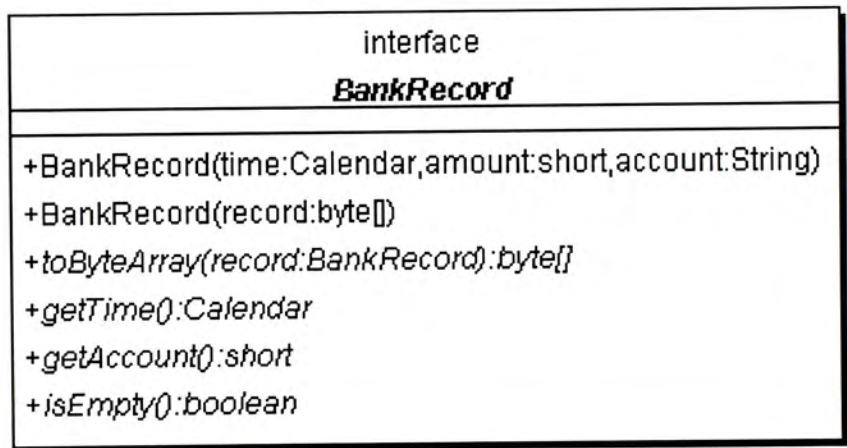 interface
BankRecord
+BankRecord(time:Calendar,amount:short,account:String)
+BankRecord(record:byte[])
+toByteArray(record:BankRecord):byte[]
+getTime():Calendar
+getAccount():short
+isEmpty():boolean